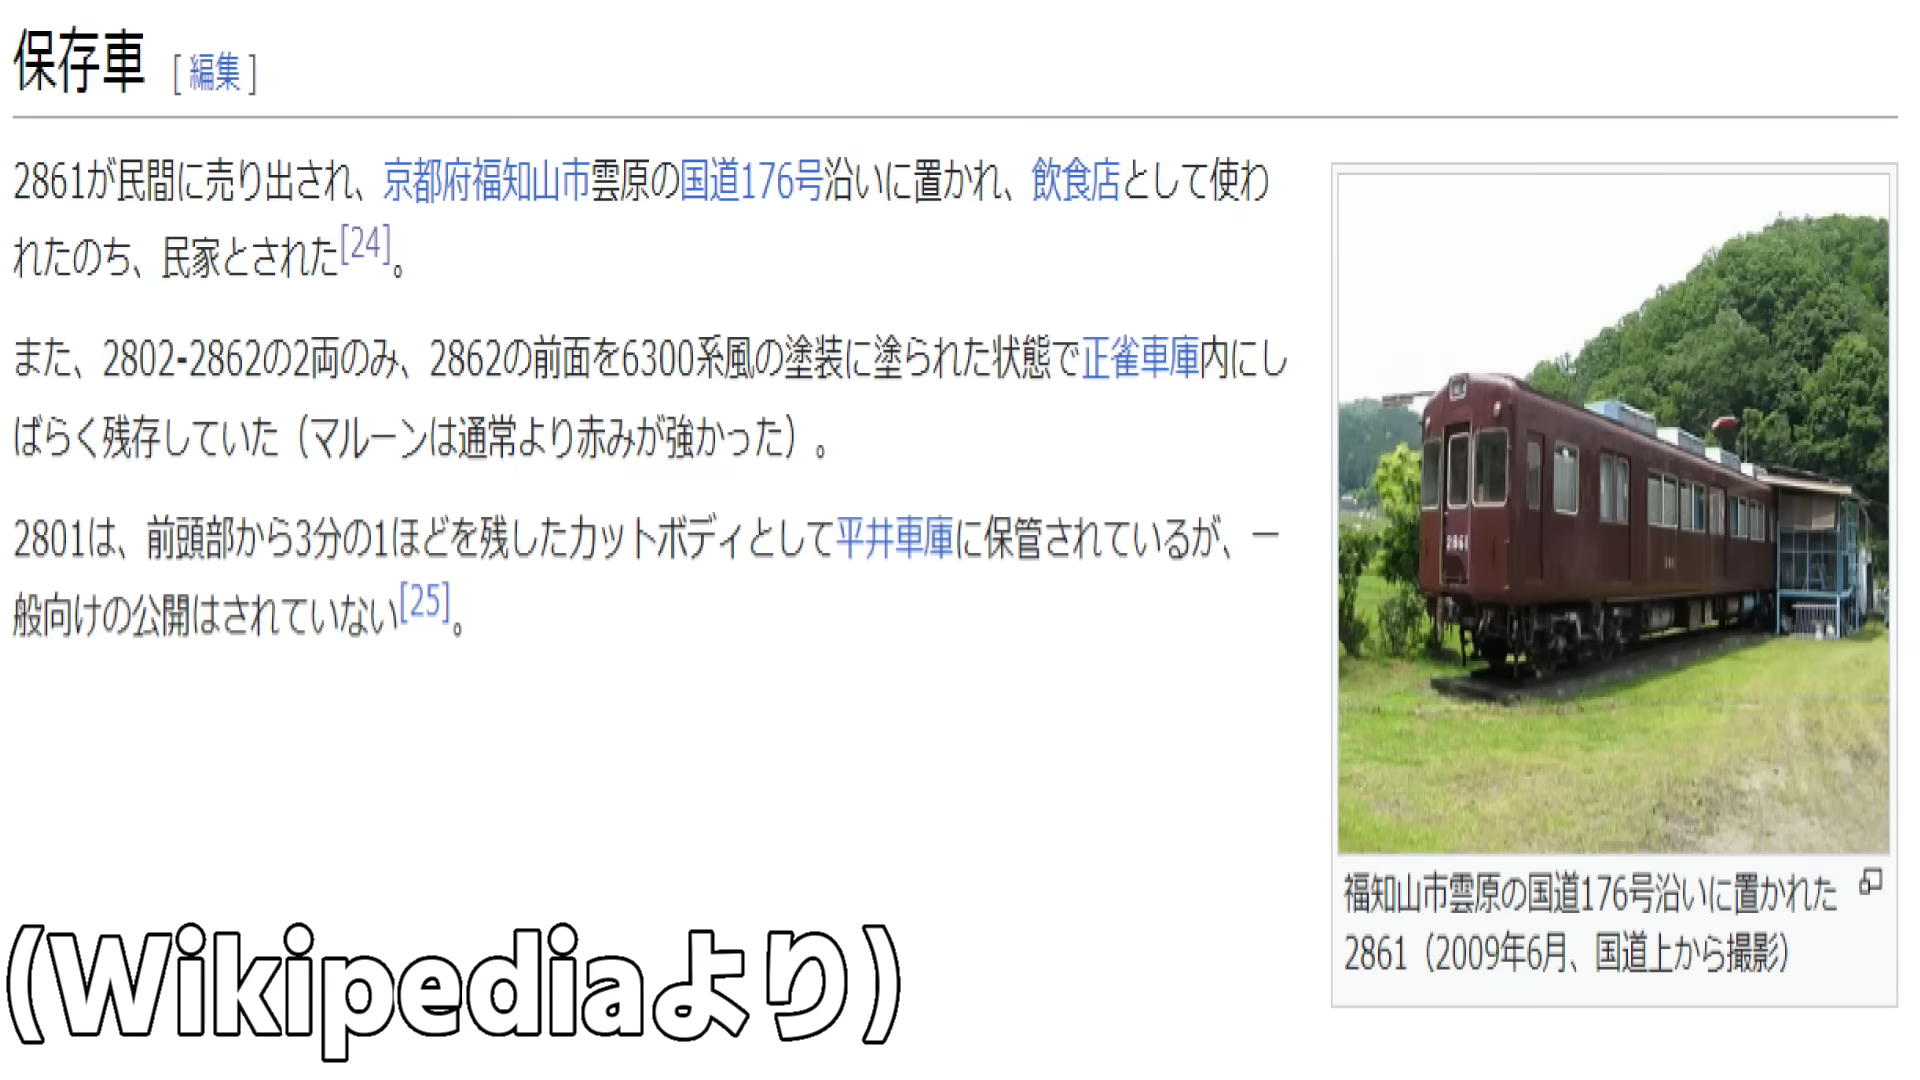 保存車 [ 編集 ]
2861が民間に売り出され、京都府福知山市雲原の国道176号沿いに置かれ、飲食店として使わ
れたのち、民家とされた[24]。
また、2802-2862の2両のみ、2862の前面を6300系風の塗装に塗られた状態で正雀車庫内にし
ばらく残存していた（マルーンは通常より赤みが強かった）。
2801は、前頭部から3分の1ほどを残したカットボディとして平井車庫に保管されているが、一
般向けの公開はされていない[25]。
2861
福知山市雲原の国道176号沿いに置かれた
2861（2009年6月、国道上から撮影）
(Wikipediaより)